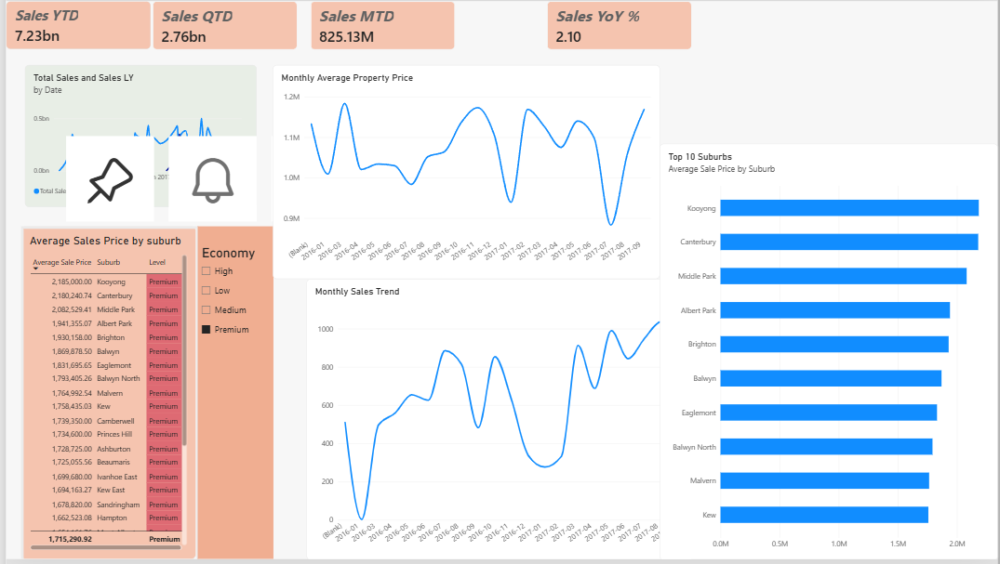 Sales YTD
7.23bn
Sales QTD
2.76bn
Sales MTD
825.13M
Sales YoY %
2.10
Total Sales and Sales LY
by Date
0.5bn
0.0bn
Total Sale
Monthly Average Property Price
1.2M
1.1M
1.0M
0.9M
(Blank)
2016-01
2016-03
2016-04
2016-05
2016-06
2016-07
2016-08
2016-09
2016-10
2016-11
2016-12
2017-01
2017-02
2017-03
2017-04
2017-05
2017-06
2017-07
2017-08
2017-09
Top 10 Suburbs
Average Sale Price by Suburb
Kooyong
Canterbury
Middle Park
Albert Park
Brighton
Balwyn
Eaglemont
Balwyn North
Malvern
Kew
0.0M
0.5M
1.0M
1.5M
2.0M
Average Sales Price by suburb
Average Sale Price Suburb Level
2,185,000.00 Kooyong Premium
2,180,240.74 Canterbury Premium
2,082,529.41 Middle Park Premium
1,941,355.07 Albert Park Premium
1,930,158.00 Brighton Premium
1,869,878.50 Balwyn Premium
1,831,695.65 Eaglemont Premium
1,793,405.26 Balwyn North Premium
1,764,992.54 Malvern Premium
1,758,435.03 Kew Premium
1,739,350.00 Camberwell Premium
1,734,600.00 Princes Hill Premium
1,728,725.00 Ashburton Premium
1,725,055.56 Beaumaris Premium
1,699,680.00 Ivanhoe East Premium
1,694,163.27 Kew East Premium
1,678,820.00 Sandringham Premium
1,662,523.08 Hampton Premium
1,715,290.92 Premium
Economy
High
Low
Medium
Premium
Monthly Sales Trend
1000
800
600
400
200
0
(Blank)
2016-01
2016-03
2016-04
2016-05
2016-06
2016-07
2016-08
2016-09
2016-10
2016-11
2016-12
2017-01
2017-02
2017-03
2017-04
2017-05
2017-06
2017-07
2017-08